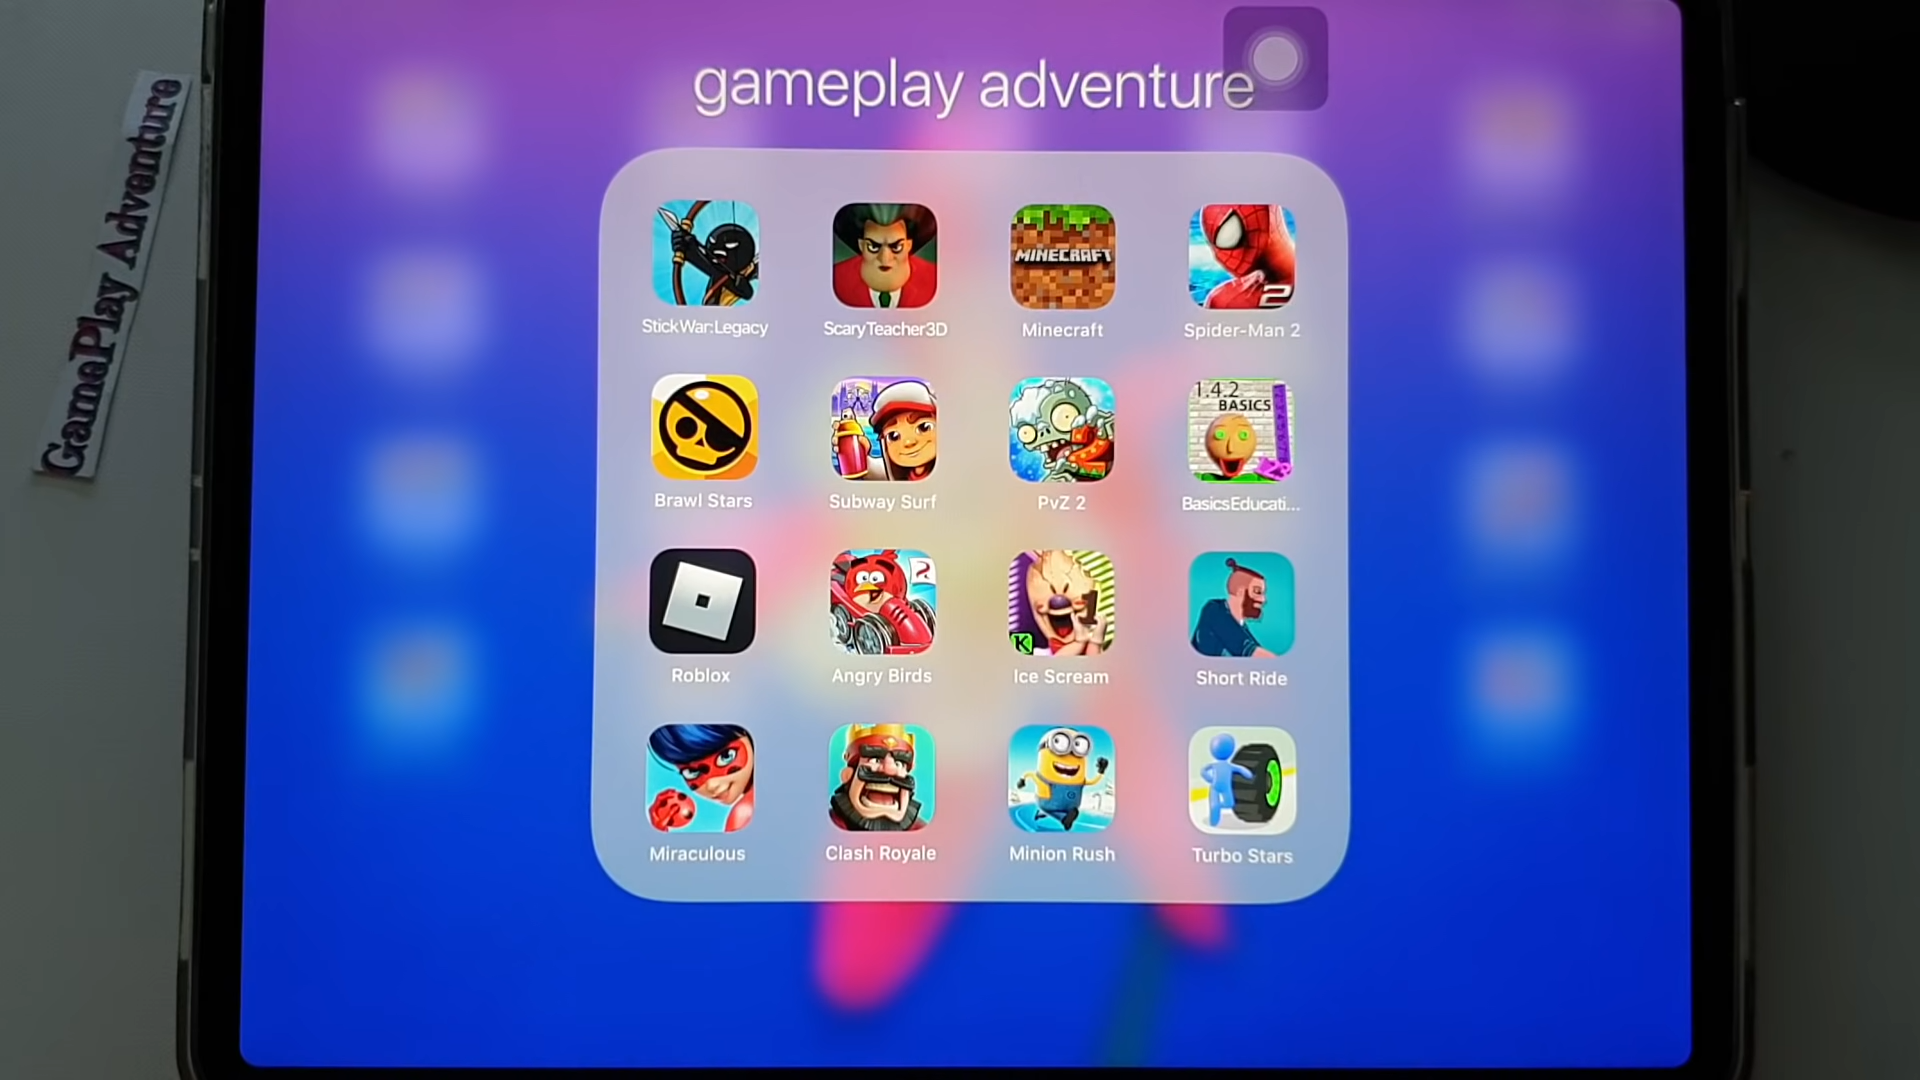 gameplay adventure
GamePlay Adventure
StickWar:Legacy
ScaryTeacher3D
MINECRAFT
Minecraft
2
Spider-Man 2
Brawl Stars
Subway Surf
PvZ 2
1.4.2
BASICS
BasicsEducati...
Roblox
Angry Birds
K
Ice Scream
Short Ride
Miraculous
Clash Royale
Minion Rush
Turbo Stars